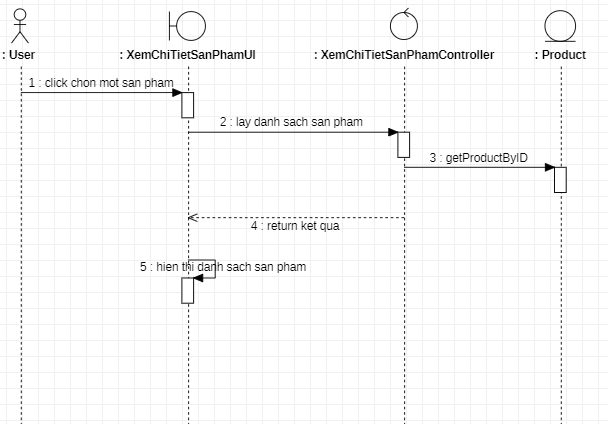 : User
: XemChiTietSanPhamUI
: XemChiTietSanPhamController
: Product
1 : click chon mot san pham
2 : lay danh sach san pham
3 : getProductByID
4 : return ket qua
5 : hien thi danh sach san pham